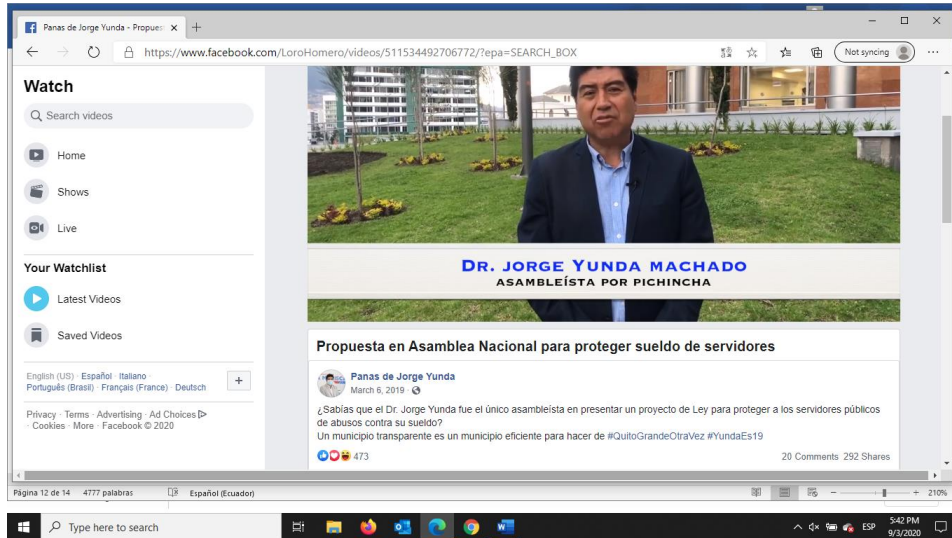 Panas de Jorge Yunda - Propues
https://www.facebook.com/LoroHomero/videos/511534492706772/?epa=SEARCH_BOX
Not syncing
Watch
Search videos
Home
Shows
Live
Your Watchlist
Latest Videos
Saved Videos
English (US) · Español · Italiano ·
Português (Brasil) · Français (France) · Deutsch
Privacy · Terms · Advertising · Ad Choices
· Cookies · More · Facebook © 2020
DR. JORGE YUNDA MACHADO
ASAMBLEÍSTA POR PICHINCHA
Propuesta en Asamblea Nacional para proteger sueldo de servidores
Panas de Jorge Yunda
March 6, 2019 ·
¿Sabías que el Dr. Jorge Yunda fue el único asambleísta en presentar un proyecto de Ley para proteger a los servidores públicos
de abusos contra su sueldo?
Un municipio transparente es un municipio eficiente para hacer de #QuitoGrandeOtraVez #YundaEs19
473
20 Comments 292 Shares
Página 12 de 14 4777 palabras Español (Ecuador) 210%
Type here to search
ESP
5:42 PM
9/3/2020